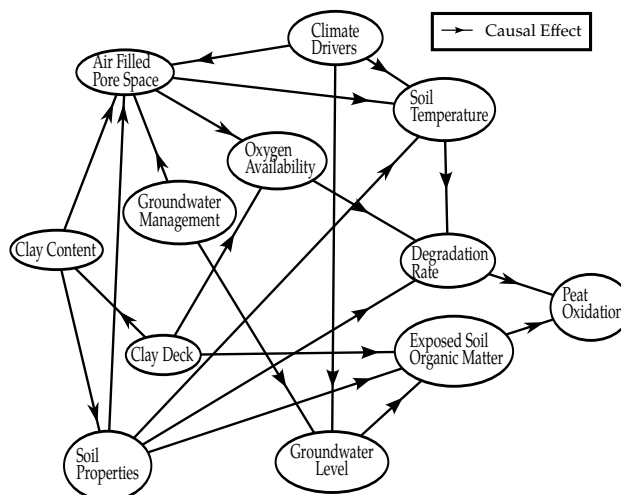 Climate
Drivers
Causal Effect
Air Filled
Pore Space
Soil
Temperature
Oxygen
Availability
Groundwater
Management
Clay Content
Degradation
Rate
Peat
Oxidation
Clay Deck
Exposed Soil
Organic Matter
Soil
Properties
Groundwater
Level